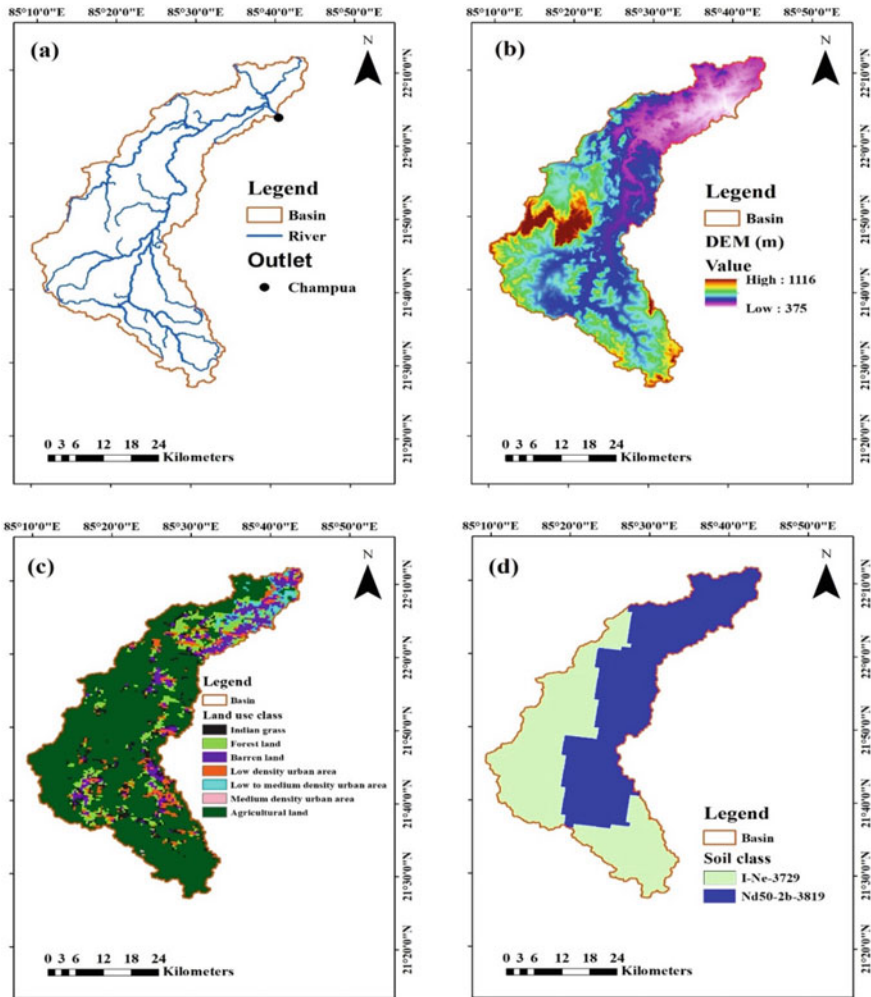 85°10'0"E 85°20'0"E 85°30'0"E 85°40'0"E 85°50'0"E
(a)
N
22°10'0"N
22°0'0"N
21°50'0"N
21°40'0"N
21°30'0"N
21°20'0"N
Legend
Basin
River
Outlet
Champua
0 3 6 12 18 24
Kilometers
85°10'0"E 85°20'0"E 85°30'0"E 85°40'0"E 85°50'0"E
(b)
N
22°10'0"N
22°0'0"N
21°50'0"N
21°40'0"N
21°30'0"N
21°20'0"N
Legend
Basin
DEM (m)
Value
High : 1116
Low : 375
0 3 6 12 18 24
Kilometers
85°10'0"E 85°20'0"E 85°30'0"E 85°40'0"E 85°50'0"E
(c)
N
22°10'0"N
22°0'0"N
21°50'0"N
21°40'0"N
21°30'0"N
21°20'0"N
Legend
Basin
Land use class
Indian grass
Forest land
Barren land
Low density urban area
Low to medium density urban area
Medium density urban area
Agricultural land
0 3 6 12 18 24
Kilometers
85°10'0"E 85°20'0"E 85°30'0"E 85°40'0"E 85°50'0"E
(d)
N
22°10'0"N
22°0'0"N
21°50'0"N
21°40'0"N
21°30'0"N
21°20'0"N
Legend
Basin
Soil class
I-Ne-3729
Nd50-2b-3819
0 3 6 12 18 24
Kilometers